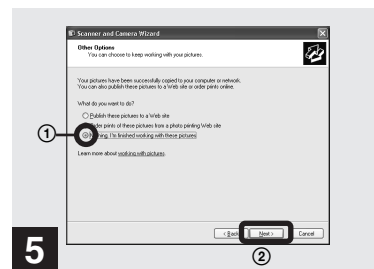 Scanner and Camera Wizard
Other Options
You can choose to keep working with your pictures.
Your pictures have been successfully copied to your computer or network.
You can also publish these pictures to a Web site or order prints online.
What do you want to do?
Publish these pictures to a Web site
Order prints of these pictures from a photo printing Web site
① Nothing. I'm finished working with these pictures
Learn more about working with pictures.
< Back Next > Cancel
5 ②